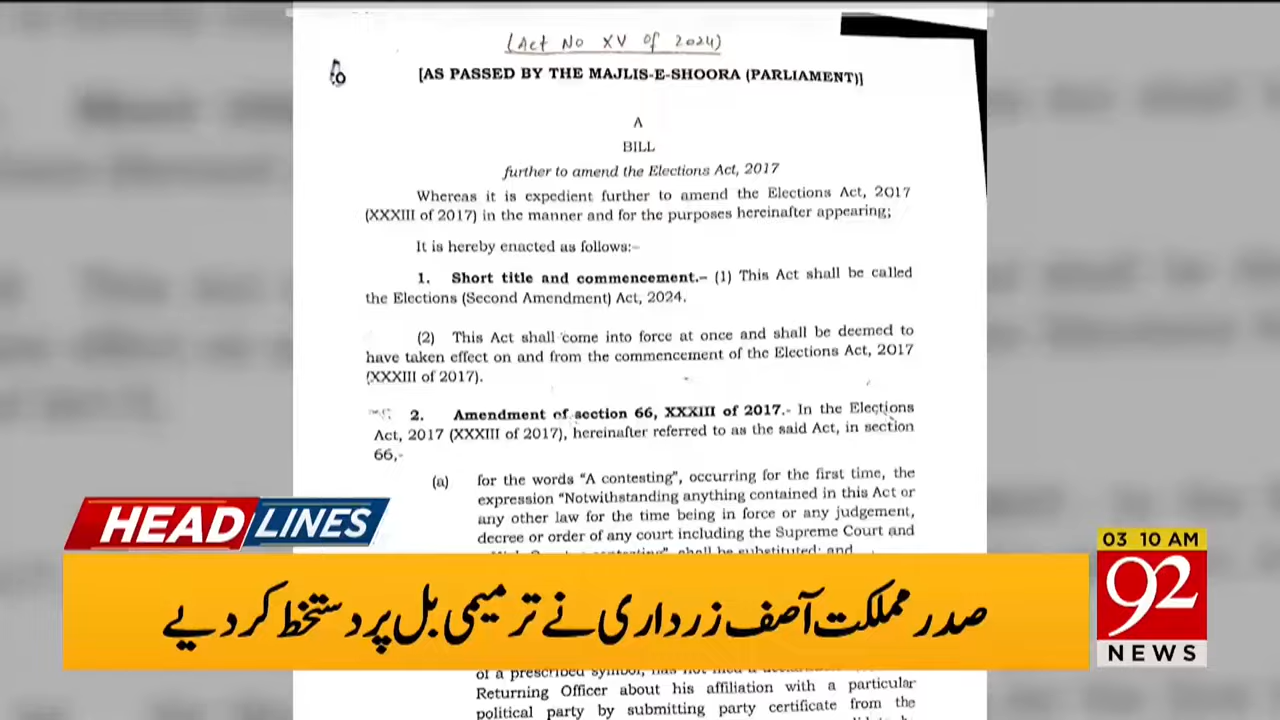 (Act No XV of 2024)
[AS PASSED BY THE MAJLIS-E-SHOORA (PARLIAMENT)]
A
BILL
further to amend the Elections Act, 2017
Whereas it is expedient further to amend the Elections Act, 2017
(XXXIII of 2017) in the manner and for the purposes hereinafter appearing;
It is hereby enacted as follows:-
1. Short title and commencement.- (1) This Act shall be called
the Elections (Second Amendment) Act, 2024.
(2) This Act shall come into force at once and shall be deemed to
have taken effect on and from the commencement of the Elections Act, 2017
(XXXIII of 2017).
2. Amendment of section 66, XXXIII of 2017.- In the Elections
Act, 2017 (XXXIII of 2017), hereinafter referred to as the said Act, in section
66,-
(a) for the words "A contesting", occurring for the first time, the
expression "Notwithstanding anything contained in this Act or
any other law for the time being in force or any judgement,
decree or order of any court including the Supreme Court and
contesting", shall be substituted; and
HEADLINES
03 10 AM
92
NEWS
صدر مملکت آصف زرداری نے ترمیمی بل پر دستخط کر دیے
of a prescribed symbol, has not filed a
Returning Officer about his affiliation with a particular
political party by submitting party certificate from the